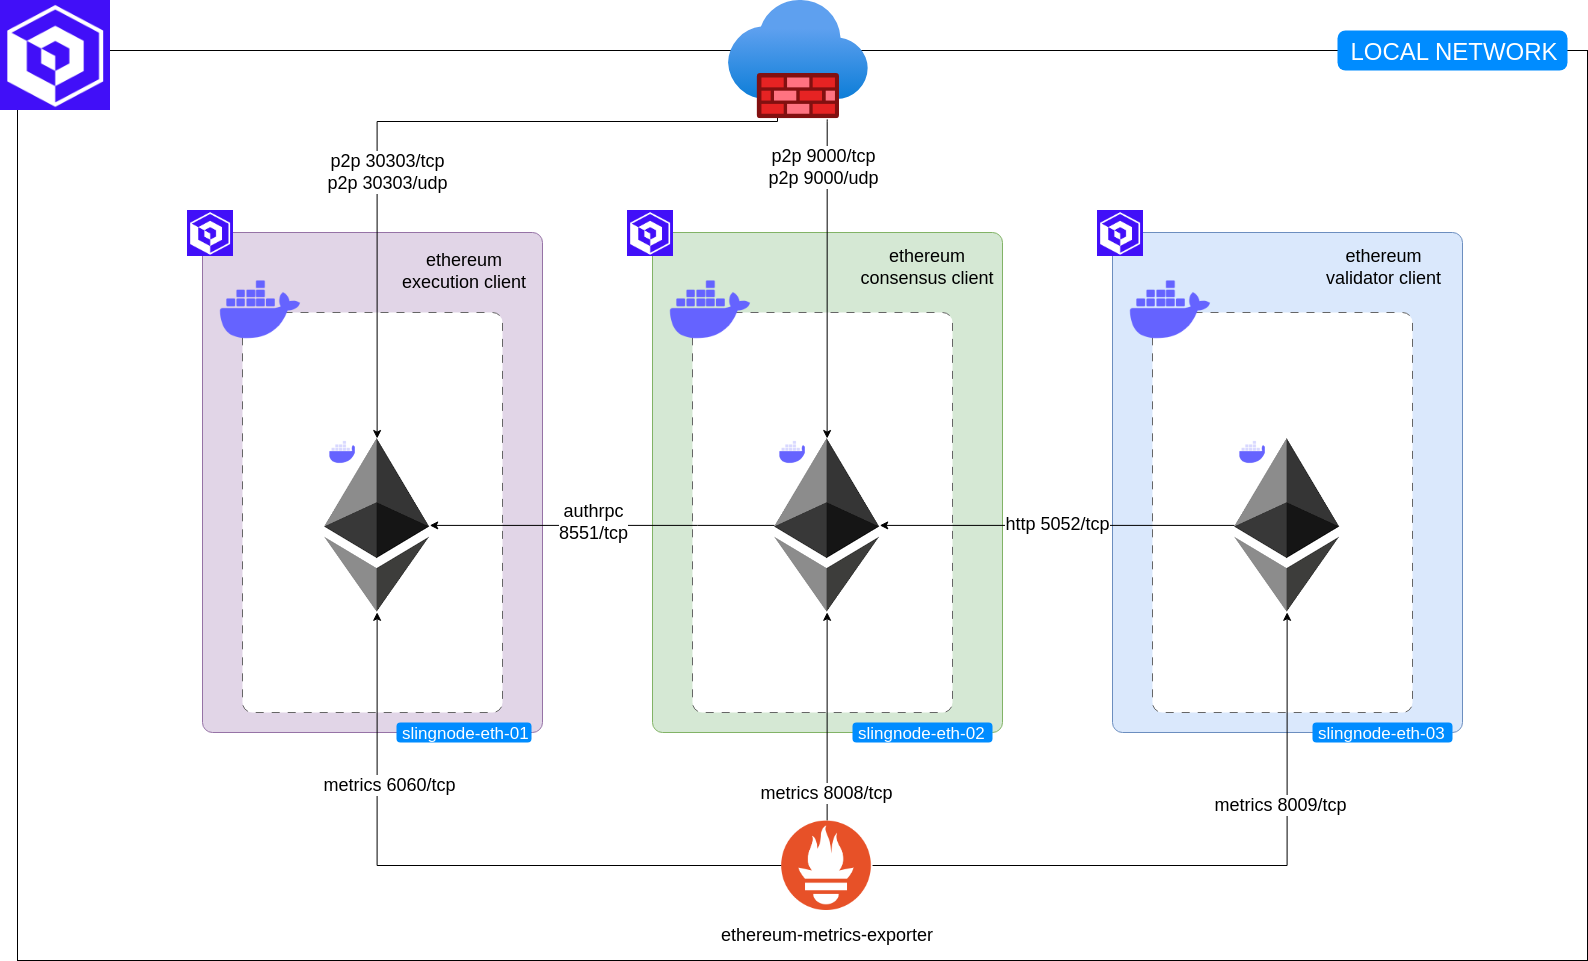 LOCAL NETWORK
p2p 30303/tcp
p2p 30303/udp
p2p 9000/tcp
p2p 9000/udp
ethereum
execution client
ethereum
consensus client
ethereum
validator client
authrpc
8551/tcp
http 5052/tcp
slingnode-eth-01
slingnode-eth-02
slingnode-eth-03
metrics 6060/tcp
metrics 8008/tcp
metrics 8009/tcp
ethereum-metrics-exporter